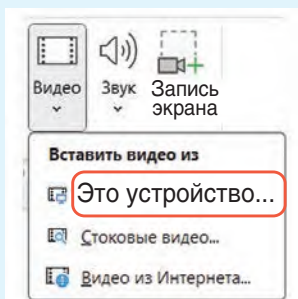 Видео
Звук
Запись
экрана
Вставить видео из
Это устройство...
Стоковые видео...
Видео из Интернета...